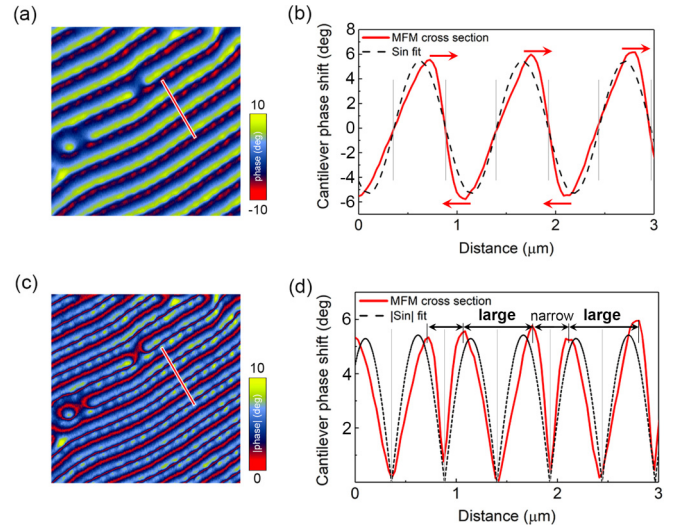 (a)
10
phase (deg)
-10
(b)
Cantilever phase shift (deg)
8
6
4
2
0
-2
-4
-6
MFM cross section
Sin fit
0 1 2 3
Distance (μm)
(c)
10
|phase| (deg)
0
(d)
Cantilever phase shift (deg)
6
4
2
MFM cross section
|Sin| fit
large narrow large
0 1 2 3
Distance (μm)